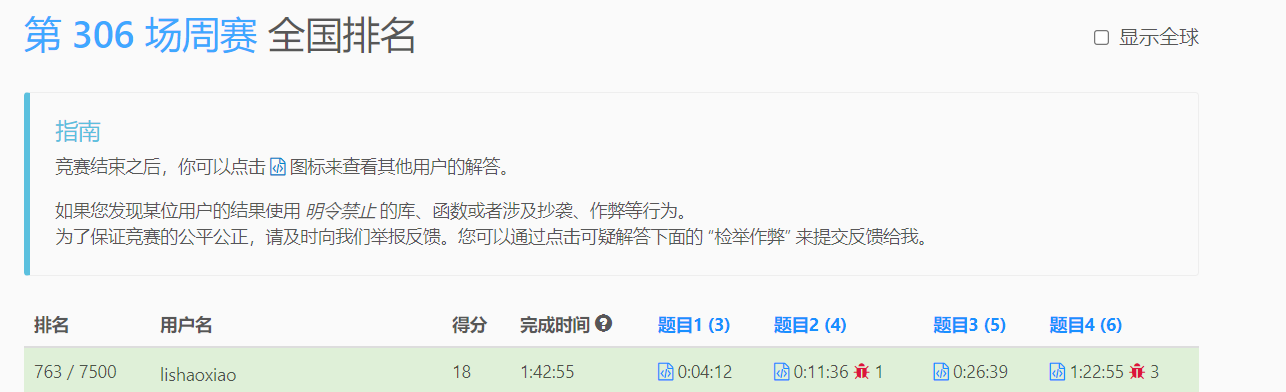 第 306 场周赛 全国排名
显示全球
指南
竞赛结束之后，你可以点击 图标来查看其他用户的解答。
如果您发现某位用户的结果使用 明令禁止 的库、函数或者涉及抄袭、作弊等行为。
为了保证竞赛的公平公正，请及时向我们举报反馈。您可以通过点击可疑解答下面的 “检举作弊” 来提交反馈给我。
排名 用户名 得分 完成时间 题目1 (3) 题目2 (4) 题目3 (5) 题目4 (6)
763 / 7500 lishaoxiao 18 1:42:55 0:04:12 0:11:36 1 0:26:39 1:22:55 3